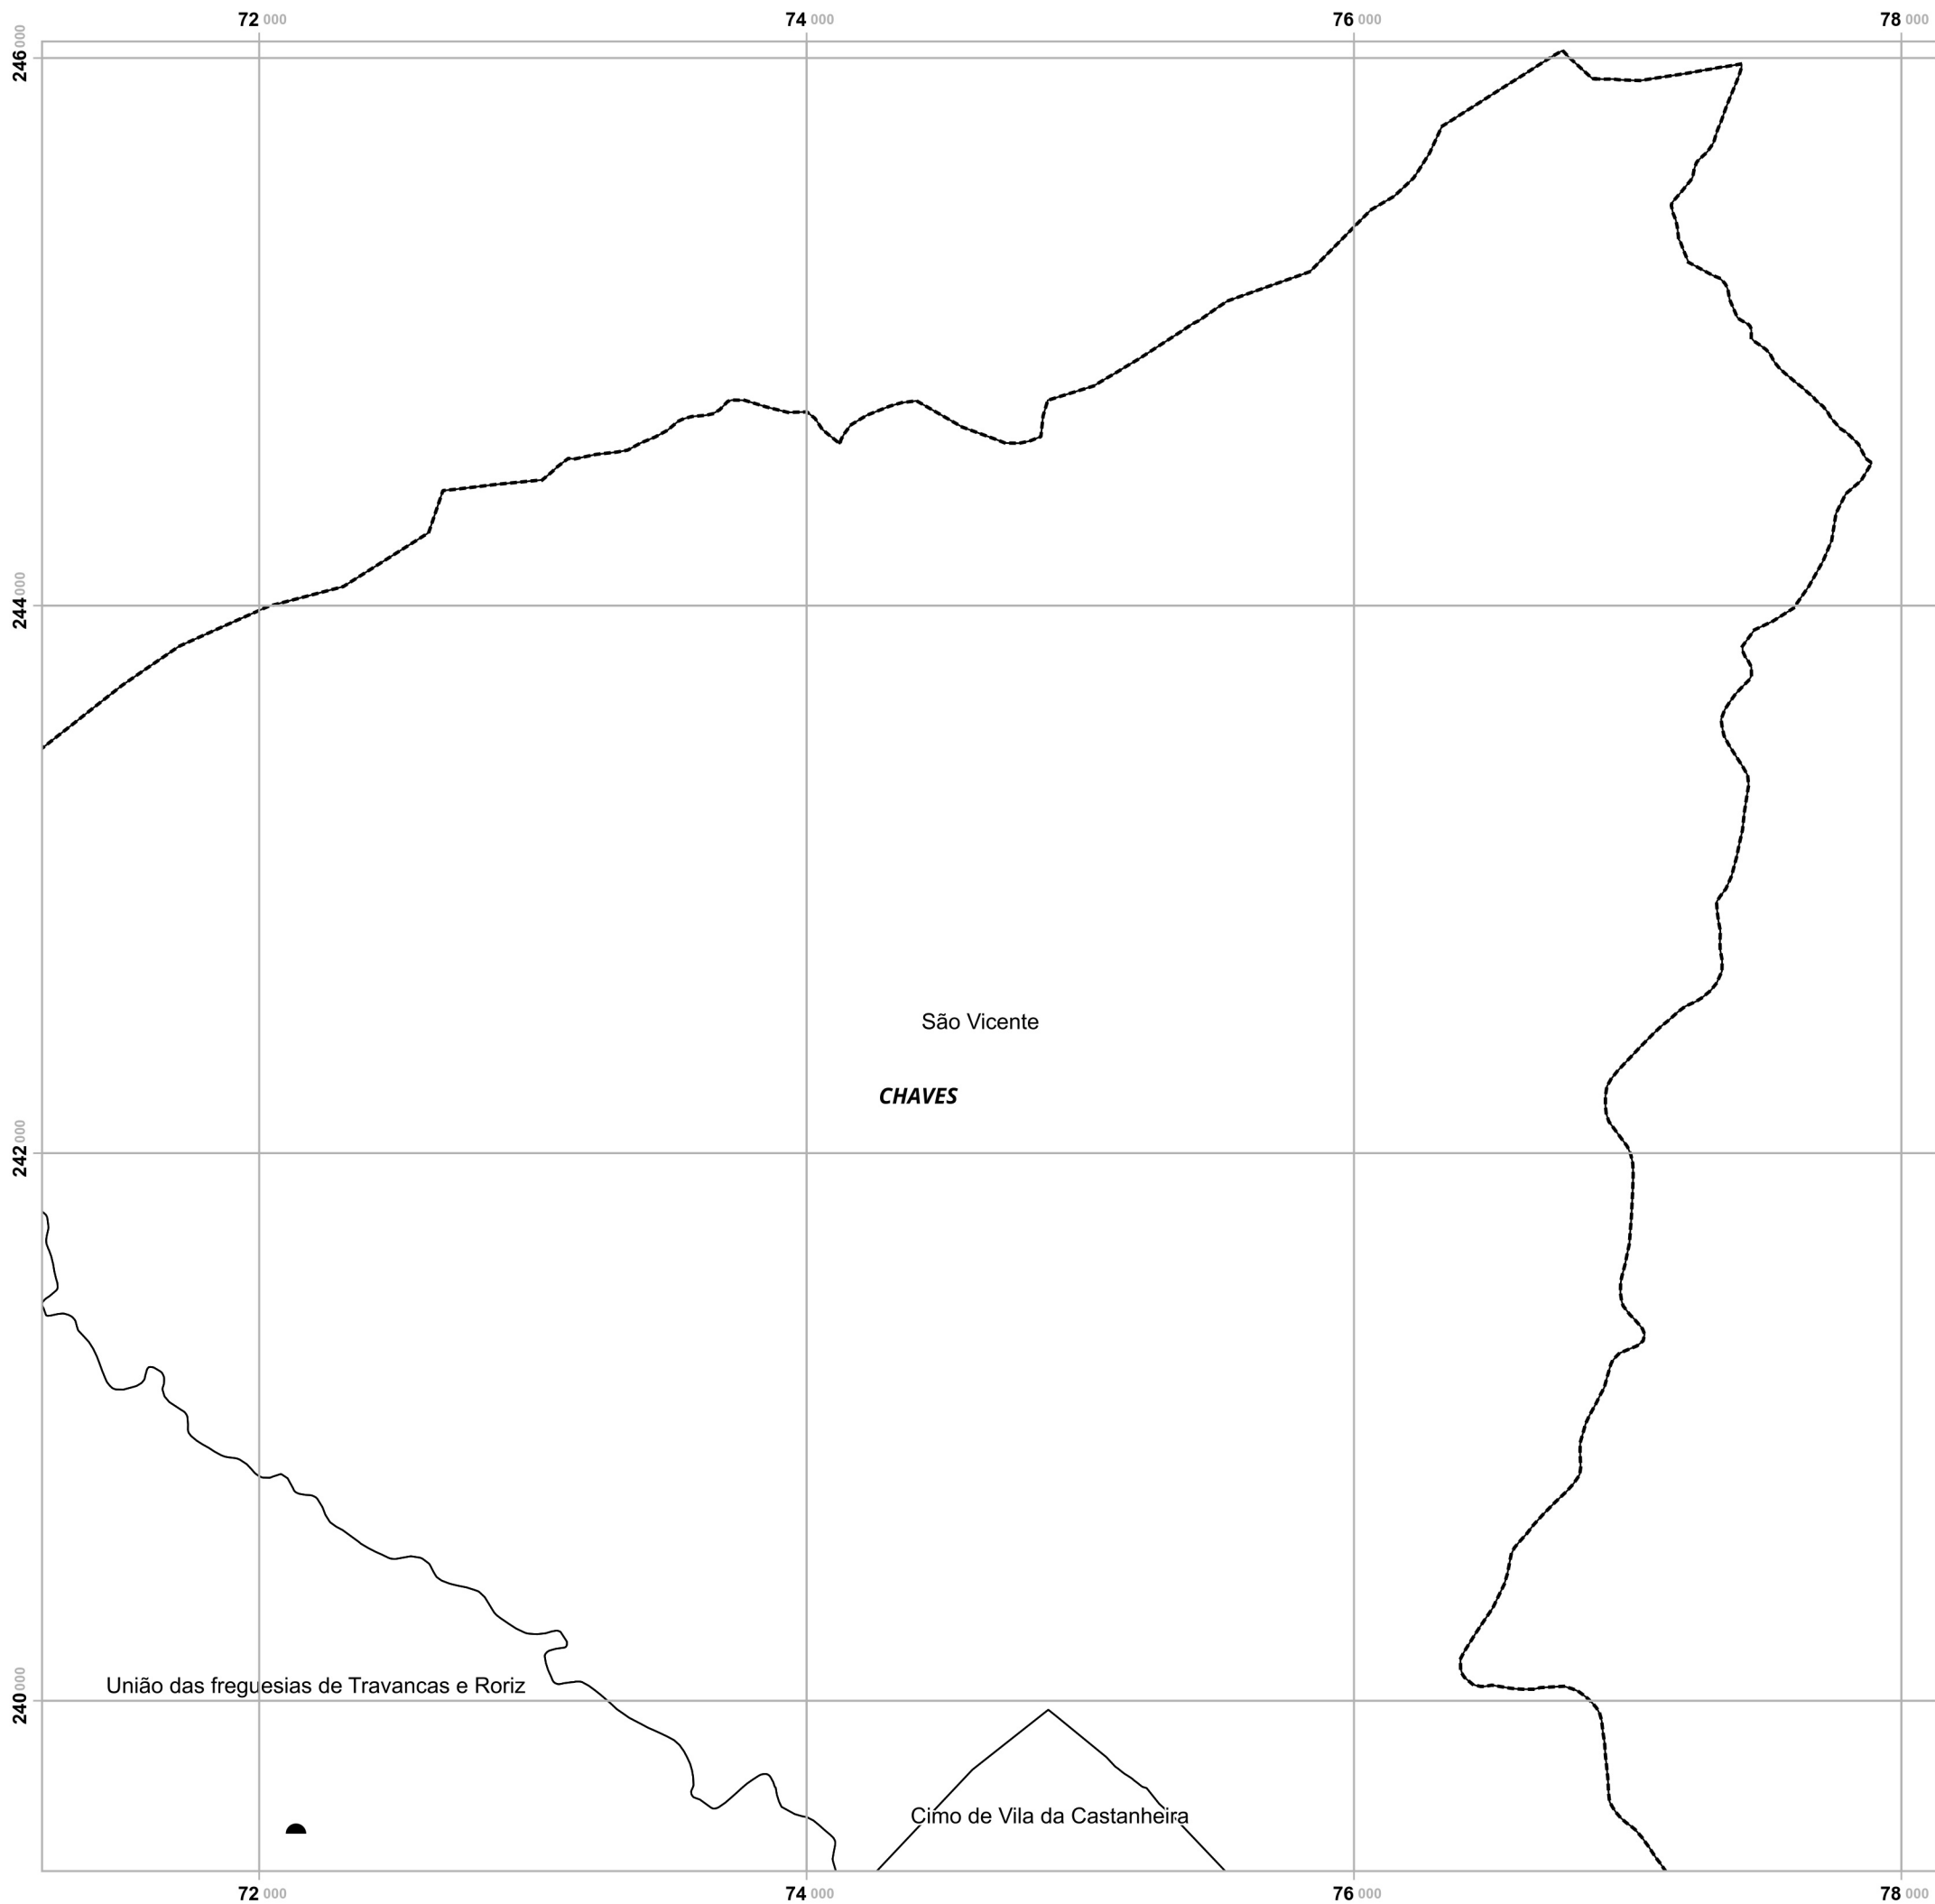 72 000 74 000 76 000 78 000
246 000
244 000
São Vicente
CHAVES
242 000
União das freguesias de Travancas e Roriz
240 000
Cimo de Vila da Castanheira
72 000 74 000 76 000 78 000